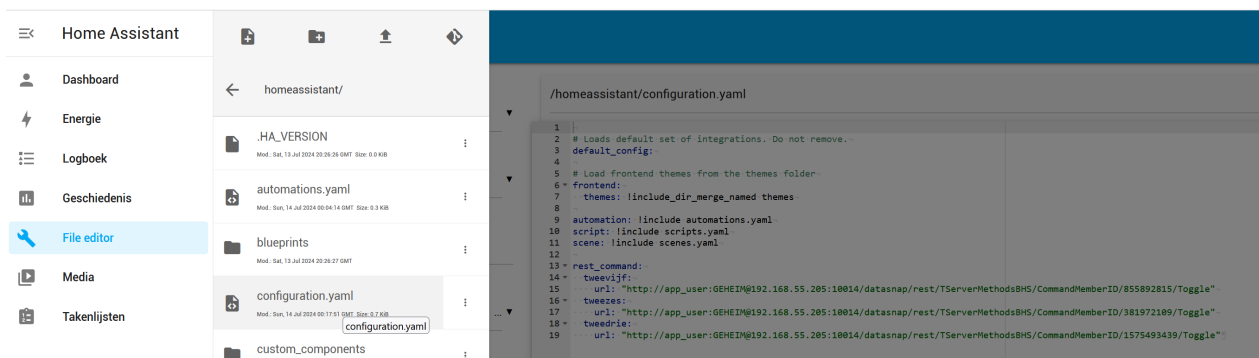 Home Assistant
Dashboard
Energie
Logboek
Geschiedenis
File editor
Media
Takenlijsten
homeassistant/
.HA_VERSION
Mod.: Sat, 13 Jul 2024 20:26:26 GMT Size: 0.0 KiB
automations.yaml
Mod.: Sun, 14 Jul 2024 00:04:14 GMT Size: 0.3 KiB
blueprints
Mod.: Sat, 13 Jul 2024 20:26:27 GMT
configuration.yaml
Mod.: Sun, 14 Jul 2024 00:17:51 GMT Size: 0.7 KiB
configuration.yaml
custom_components
/homeassistant/configuration.yaml
1
2 # Loads default set of integrations. Do not remove.
3 default_config:
4
5 # Load frontend themes from the themes folder
6 frontend:
7 themes: !include_dir_merge_named themes
8
9 automation: !include automations.yaml
10 script: !include scripts.yaml
11 scene: !include scenes.yaml
12
13 rest_command:
14 tweevijf:
15 url: "http://app_user:GEHEIM@192.168.55.205:10014/datasnap/rest/TServerMethodsBHS/CommandMemberID/855892815/Toggle"
16 tweezes:
17 url: "http://app_user:GEHEIM@192.168.55.205:10014/datasnap/rest/TServerMethodsBHS/CommandMemberID/381972109/Toggle"
18 tweedrie:
19 url: "http://app_user:GEHEIM@192.168.55.205:10014/datasnap/rest/TServerMethodsBHS/CommandMemberID/1575493439/Toggle"